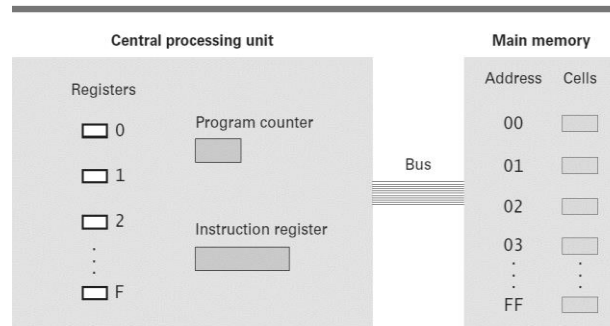 Central processing unit
Main memory
Registers
0
1
2
F
Program counter
Instruction register
Bus
Address Cells
00
01
02
03
FF